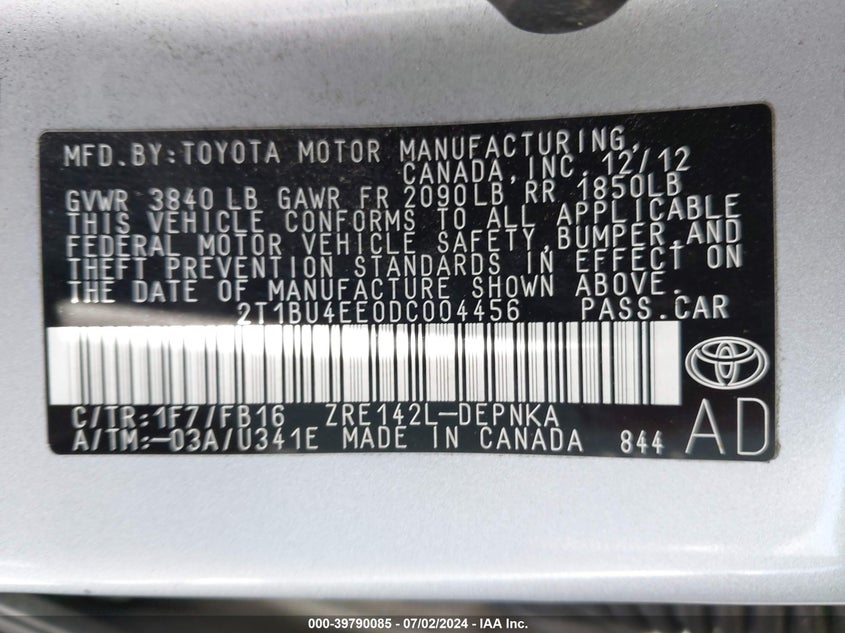 MFD.BY:TOYOTA MOTOR MANUFACTURING,
CANADA,INC. 12/12
GVWR 3840 LB GAWR FR 2090LB RR 1850LB
THIS VEHICLE CONFORMS TO ALL APPLICABLE
FEDERAL MOTOR VEHICLE SAFETY,BUMPER,AND
THEFT PREVENTION STANDARDS IN EFFECT ON
THE DATE OF MANUFACTURE SHOWN ABOVE.
2T1BU4EE0DC004456 PASS.CAR
C/TR:1F7/FB16 ZRE142L-DEPNKA
A/TM:-03A/U341E MADE IN CANADA 844 AD
000-39790085 - 07/02/2024 - IAA Inc.